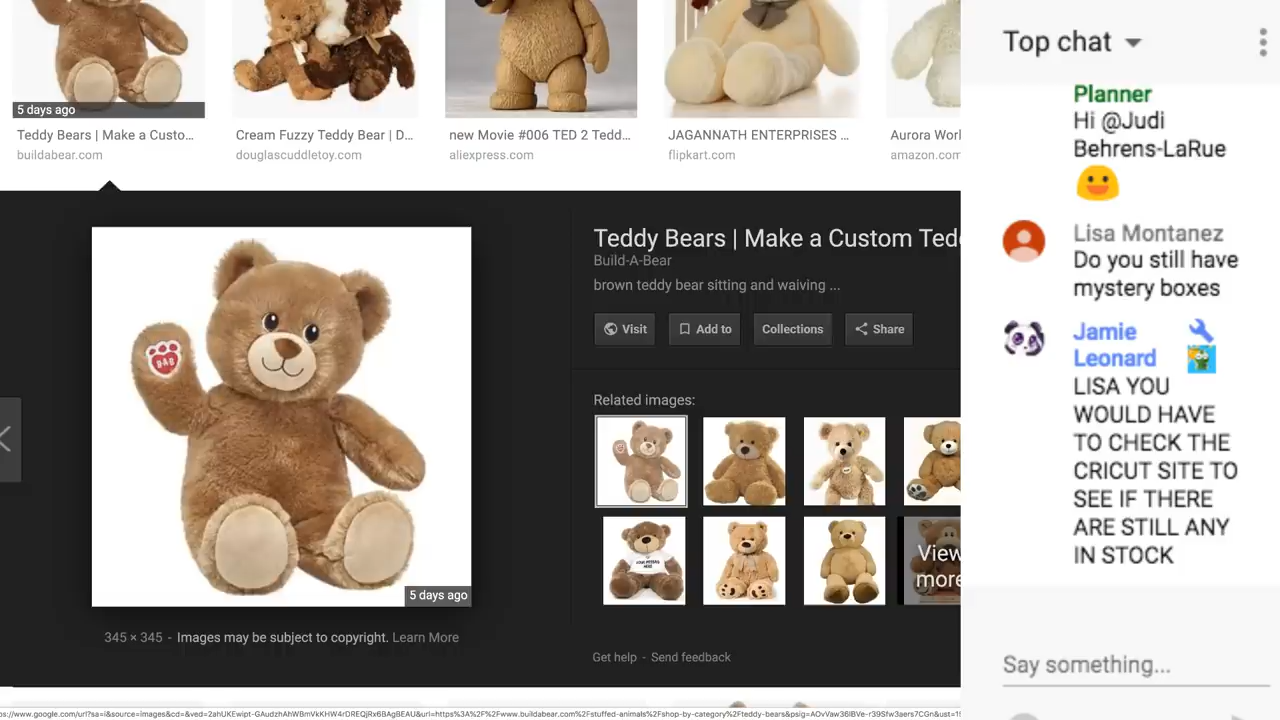 5 days ago
Teddy Bears | Make a Custo...
buildabear.com
Cream Fuzzy Teddy Bear | D...
douglascuddletoy.com
new Movie #006 TED 2 Tedd...
aliexpress.com
JAGANNATH ENTERPRISES ...
flipkart.com
Aurora Worl
amazon.com
BAB
5 days ago
345 × 345 - Images may be subject to copyright. Learn More
Teddy Bears | Make a Custom Ted
Build-A-Bear
brown teddy bear sitting and waiving ...
Visit
Add to
Collections
Share
Related images:
View
more
Get help - Send feedback
Top chat
Planner
Hi @Judi
Behrens-LaRue
Lisa Montanez
Do you still have
mystery boxes
Jamie
Leonard
LISA YOU
WOULD HAVE
TO CHECK THE
CRICUT SITE TO
SEE IF THERE
ARE STILL ANY
IN STOCK
Say something...